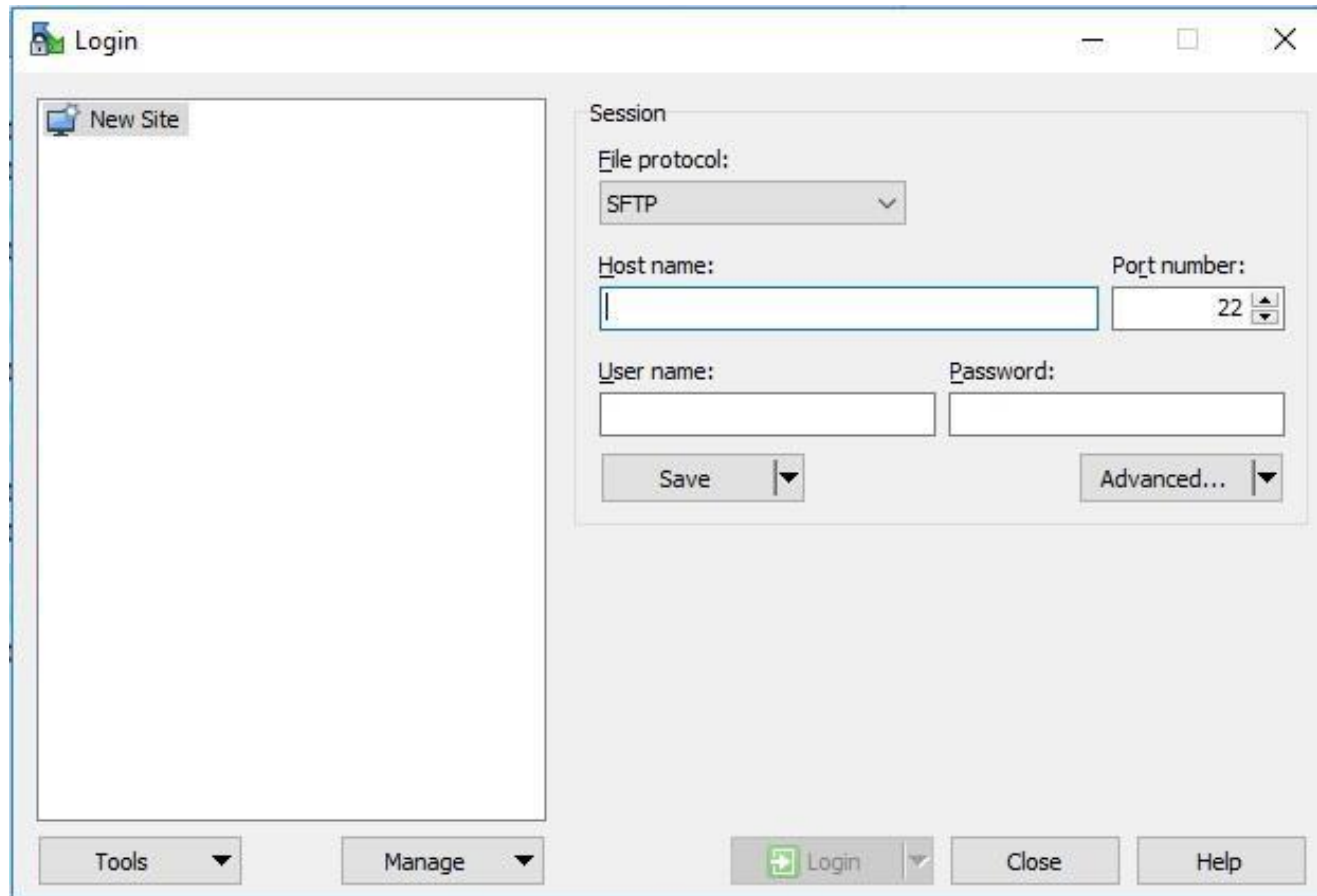 Login
New Site
Session
File protocol:
SFTP
Host name:
Port number:
22
User name:
Password:
Save
Advanced...
Tools
Manage
Login
Close
Help